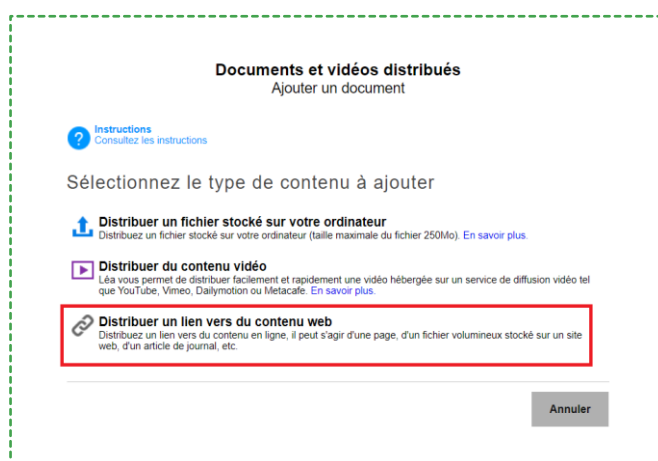 Documents et vidéos distribués
Ajouter un document
?
Instructions
Consultez les instructions
Sélectionnez le type de contenu à ajouter
Distribuer un fichier stocké sur votre ordinateur
Distribuez un fichier stocké sur votre ordinateur (taille maximale du fichier 250Mo). En savoir plus.
Distribuer du contenu vidéo
Léa vous permet de distribuer facilement et rapidement une vidéo hébergée sur un service de diffusion vidéo tel
que YouTube, Vimeo, Dailymotion ou Metacafe. En savoir plus.
Distribuer un lien vers du contenu web
Distribuez un lien vers du contenu en ligne, il peut s'agir d'une page, d'un fichier volumineux stocké sur un site
web, d'un article de journal, etc.
Annuler